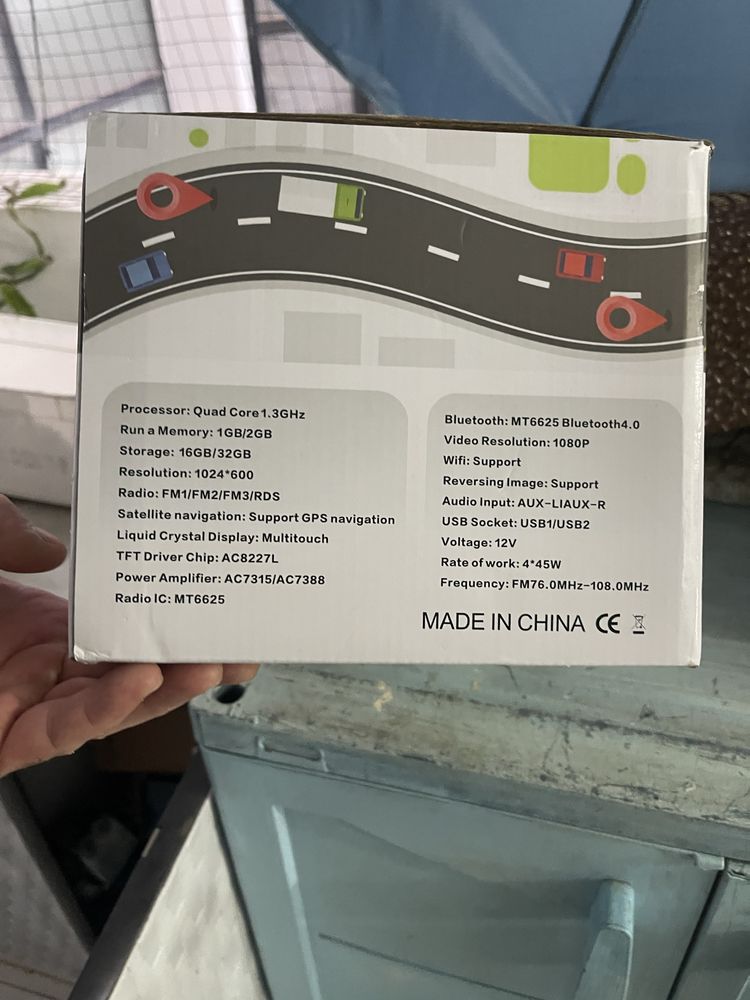 Processor: Quad Core1.3GHz
Run a Memory: 1GB/2GB
Storage: 16GB/32GB
Resolution: 1024*600
Radio: FM1/FM2/FM3/RDS
Satellite navigation: Support GPS navigation
Liquid Crystal Display: Multitouch
TFT Driver Chip: AC8227L
Power Amplifier: AC7315/AC7388
Radio IC: MT6625
Bluetooth: MT6625 Bluetooth4.0
Video Resolution: 1080P
Wifi: Support
Reversing Image: Support
Audio Input: AUX-LIAUX-R
USB Socket: USB1/USB2
Voltage: 12V
Rate of work: 4*45W
Frequency: FM76.0MHz-108.0MHz
MADE IN CHINA CE